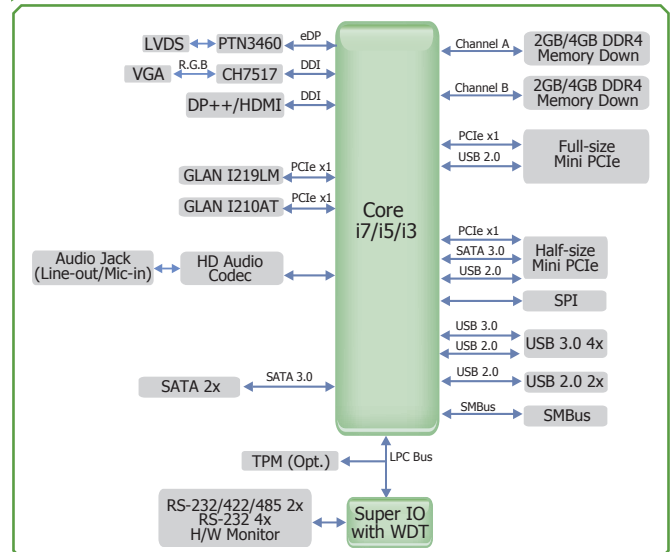 LVDS
PTN3460
eDP
VGA
R.G.B
CH7517
DDI
DP++/HDMI
DDI
GLAN I219LM
PCIe x1
GLAN I210AT
PCIe x1
Audio Jack
(Line-out/Mic-in)
HD Audio
Codec
SATA 2x
SATA 3.0
Core
i7/i5/i3
Channel A
2GB/4GB DDR4
Memory Down
Channel B
2GB/4GB DDR4
Memory Down
PCIe x1
USB 2.0
Full-size
Mini PCIe
PCIe x1
SATA 3.0
USB 2.0
Half-size
Mini PCIe
SPI
USB 3.0
USB 2.0
USB 3.0 4x
USB 2.0
USB 2.0 2x
SMBus
SMBus
TPM (Opt.)
LPC Bus
RS-232/422/485 2x
RS-232 4x
H/W Monitor
Super IO
with WDT